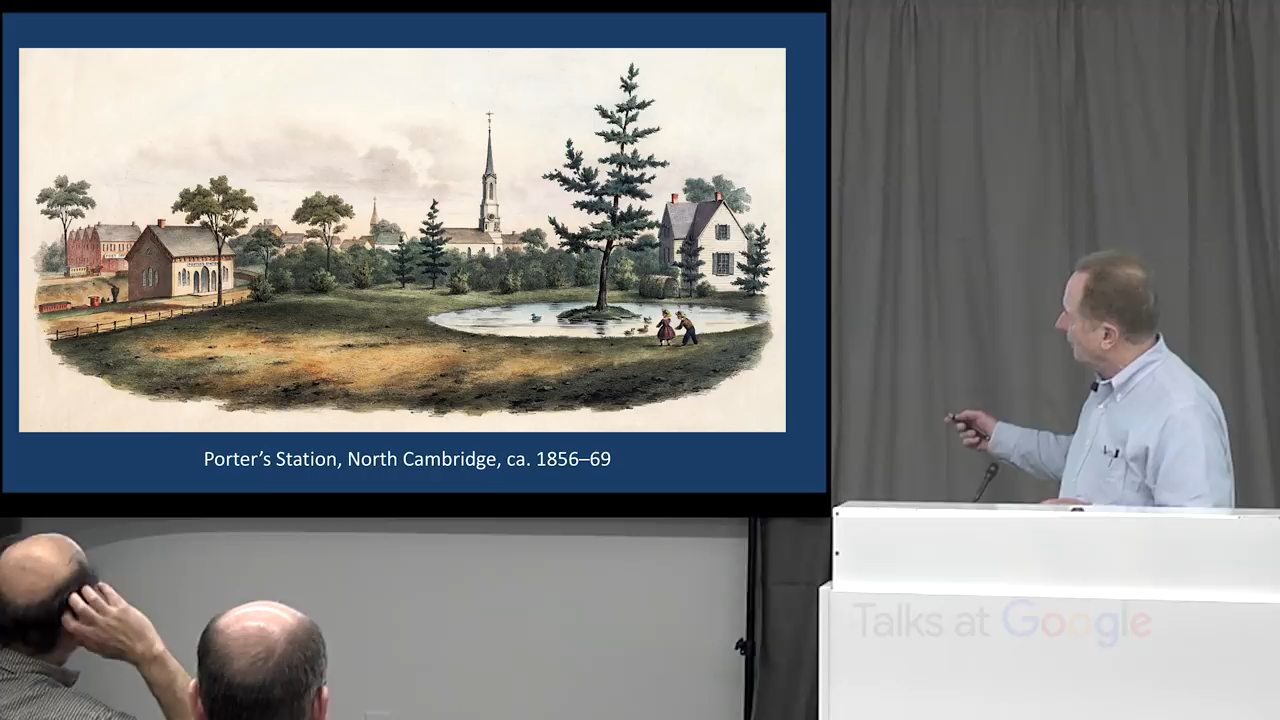 Porter's Station, North Cambridge, ca. 1856–69
Talks at Google